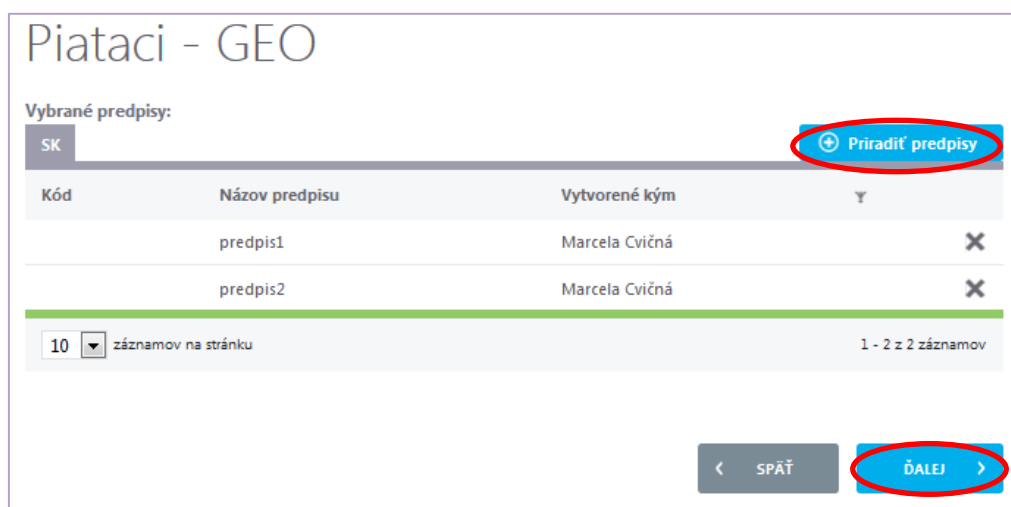 Piataci - GEO
Vybrané predpisy:
SK
Priradiť predpisy
Kód Názov predpisu Vytvorené kým
predpis1 Marcela Cvičná
predpis2 Marcela Cvičná
10 záznamov na stránku 1 - 2 z 2 záznamov
SPÄŤ ĎALEJ